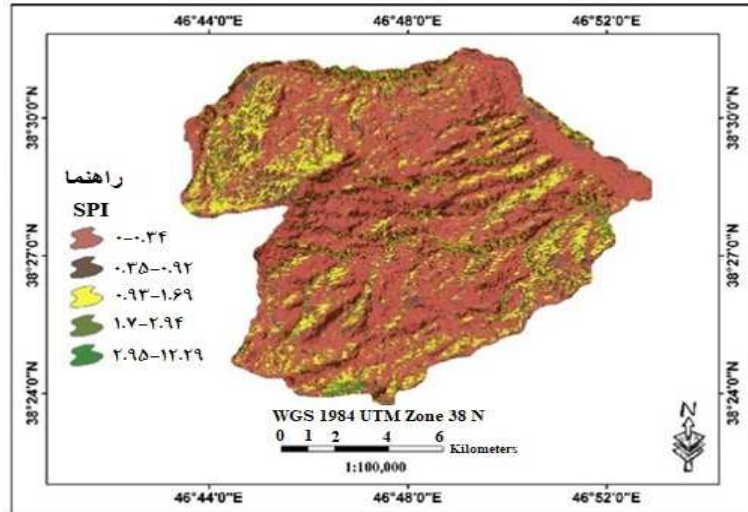 46°44'0"E 46°48'0"E 46°52'0"E
38°30'0"N 38°30'0"N
راهنما
SPI
۰-۰.۳۴
۰.۳۵-۰.۹۲
38°27'0"N 38°27'0"N
۰.۹۳-۱.۶۹
۱.۷-۲.۹۴
۲.۹۵-۱۲.۲۹
38°24'0"N 38°24'0"N
WGS 1984 UTM Zone 38 N
0 1 2 4 6
Kilometers
1:100,000
N
46°44'0"E 46°48'0"E 46°52'0"E